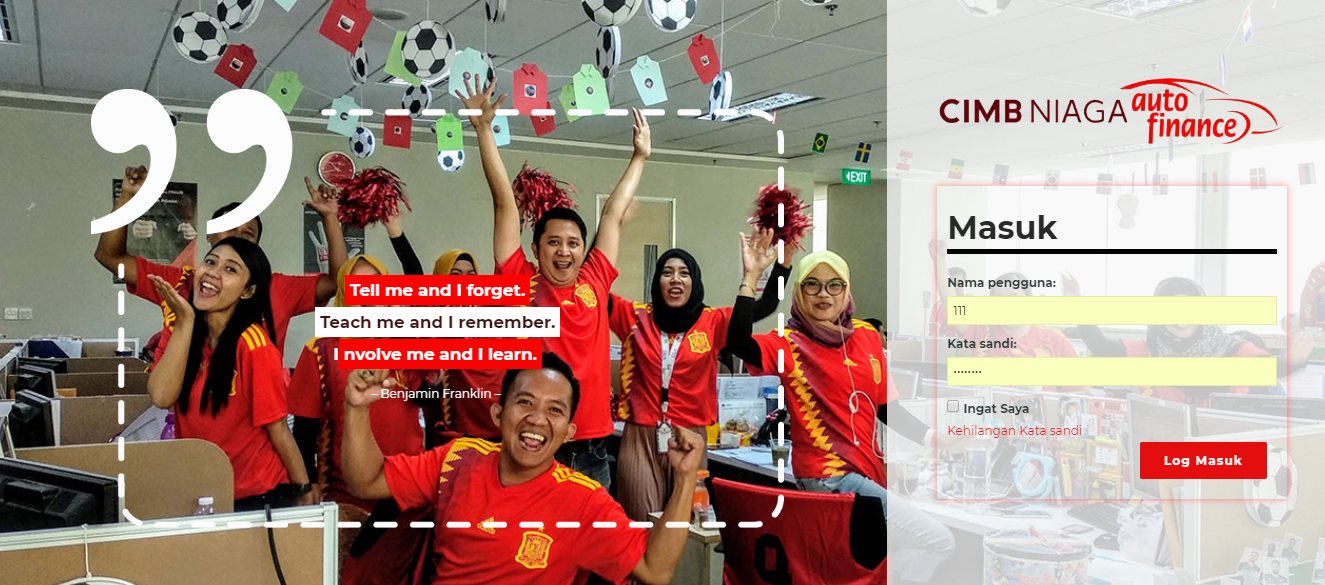 ”
EXIT
Tell me and I forget.
Teach me and I remember.
I nvolve me and I learn.
– Benjamin Franklin –
CIMB NIAGA auto finance
Masuk
Nama pengguna:
111
Kata sandi:
········
Ingat Saya
Kehilangan Kata sandi
Log Masuk